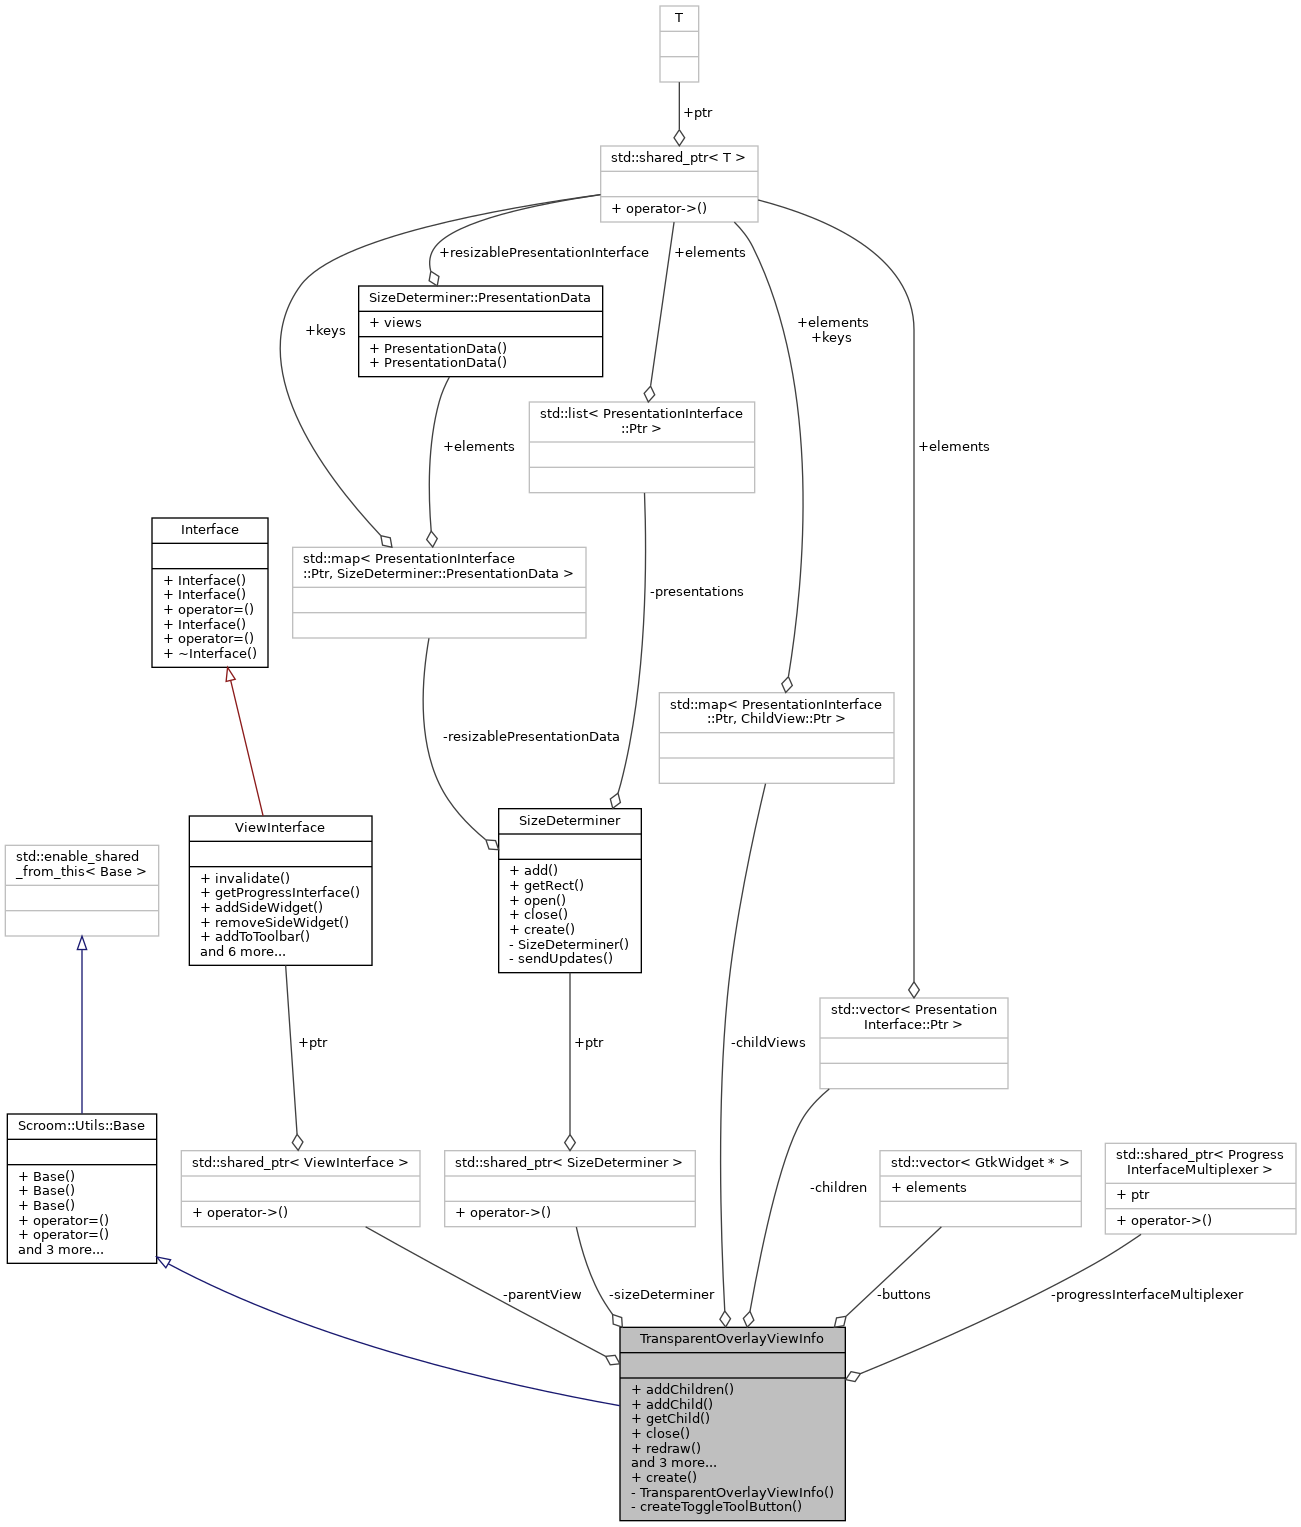 T
+ptr
std::shared_ptr< T >
+ operator->()
+resizablePresentationInterface
+elements
SizeDeterminer::PresentationData
+ views
+ PresentationData()
+ PresentationData()
+keys
+elements
+keys
std::list< PresentationInterface
::Ptr >
+elements
+elements
Interface
+ Interface()
+ Interface()
+ operator=()
+ Interface()
+ operator=()
+ ~Interface()
std::map< PresentationInterface
::Ptr, SizeDeterminer::PresentationData >
-presentations
std::map< PresentationInterface
::Ptr, ChildView::Ptr >
-resizablePresentationData
ViewInterface
+ invalidate()
+ getProgressInterface()
+ addSideWidget()
+ removeSideWidget()
+ addToToolbar()
and 6 more...
SizeDeterminer
+ add()
+ getRect()
+ open()
+ close()
+ create()
- SizeDeterminer()
- sendUpdates()
std::enable_shared
_from_this< Base >
std::vector< Presentation
Interface::Ptr >
+ptr
+ptr
-childViews
Scroom::Utils::Base
+ Base()
+ Base()
+ Base()
+ operator=()
+ operator=()
and 3 more...
std::shared_ptr< ViewInterface >
+ operator->()
std::shared_ptr< SizeDeterminer >
+ operator->()
-children
std::vector< GtkWidget * >
+ elements
std::shared_ptr< Progress
InterfaceMultiplexer >
+ ptr
+ operator->()
-parentView
-sizeDeterminer
-buttons
-progressInterfaceMultiplexer
TransparentOverlayViewInfo
+ addChildren()
+ addChild()
+ getChild()
+ close()
+ redraw()
and 3 more...
+ create()
- TransparentOverlayViewInfo()
- createToggleToolButton()